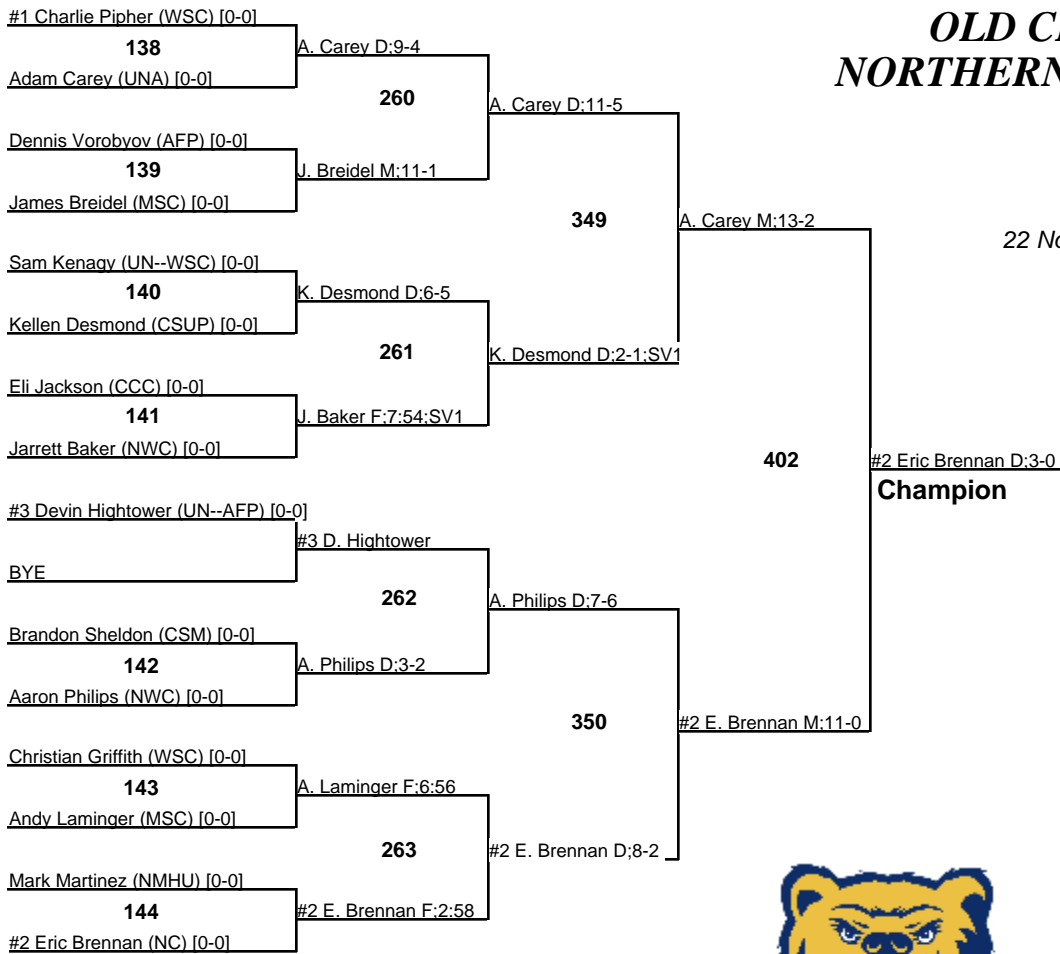 #1 Charlie Pipher (WSC) [0-0]
138
Adam Carey (UNA) [0-0]
A. Carey D;9-4
260
Dennis Vorobyov (AFP) [0-0]
139
James Breidel (MSC) [0-0]
J. Breidel M;11-1
A. Carey D;11-5
349
Sam Kenagy (UN--WSC) [0-0]
140
Kellen Desmond (CSUP) [0-0]
K. Desmond D;6-5
261
Eli Jackson (CCC) [0-0]
141
Jarrett Baker (NWC) [0-0]
J. Baker F;7:54;SV1
K. Desmond D;2-1;SV1
A. Carey M;13-2
402
#3 Devin Hightower (UN--AFP) [0-0]
BYE
#3 D. Hightower
262
Brandon Sheldon (CSM) [0-0]
142
Aaron Philips (NWC) [0-0]
A. Philips D;3-2
A. Philips D;7-6
350
Christian Griffith (WSC) [0-0]
143
Andy Laminger (MSC) [0-0]
A. Laminger F;6:56
263
Mark Martinez (NMHU) [0-0]
144
#2 Eric Brennan (NC) [0-0]
#2 E. Brennan F;2:58
#2 E. Brennan D;8-2
#2 E. Brennan M;11-0
#2 Eric Brennan D;3-0
Champion
OLD C
NORTHERN
22 No